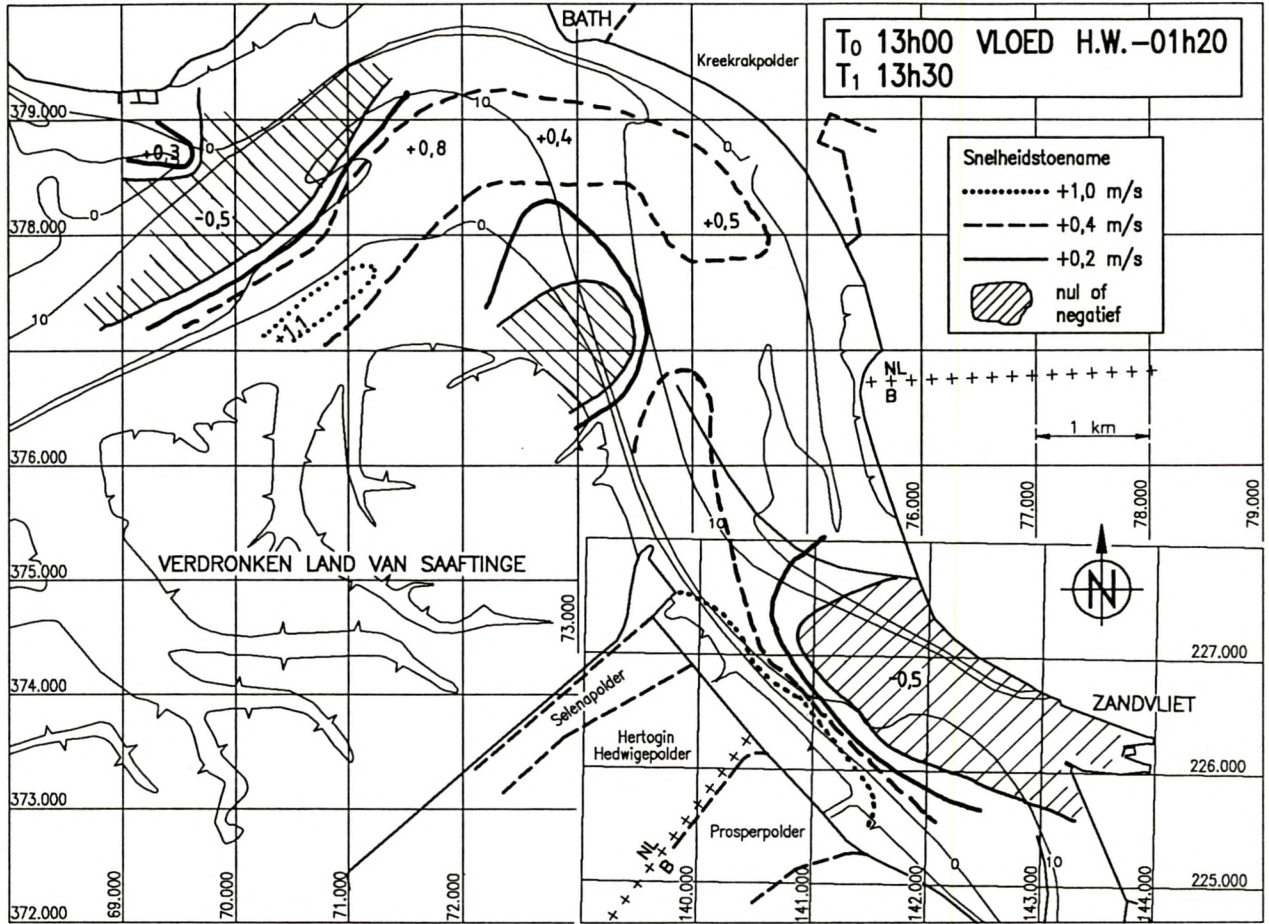 BATH
T0 13h00 VLOED H.W.-01h20
T1 13h30
Kreekrakpolder
379.000
10
+0,8
+0,4
0
+0,3
0
Snelheidstoename
+1,0 m/s
+0,4 m/s
+0,2 m/s
nul of
negatief
0
-0,5
+0,5
378.000
0
10
+1,1
NL
B
1 km
376.000
76.000
77.000
78.000
79.000
10
VERDRONKEN LAND VAN SAAFTINGE
375.000
73.000
N
227.000
-0,5
374.000
Selenapolder
ZANDVLIET
Hertogin
Hedwigepolder
226.000
373.000
Prosperpolder
NL
B
0
10
225.000
372.000
69.000
70.000
71.000
72.000
140.000
141.000
142.000
143.000
144.000